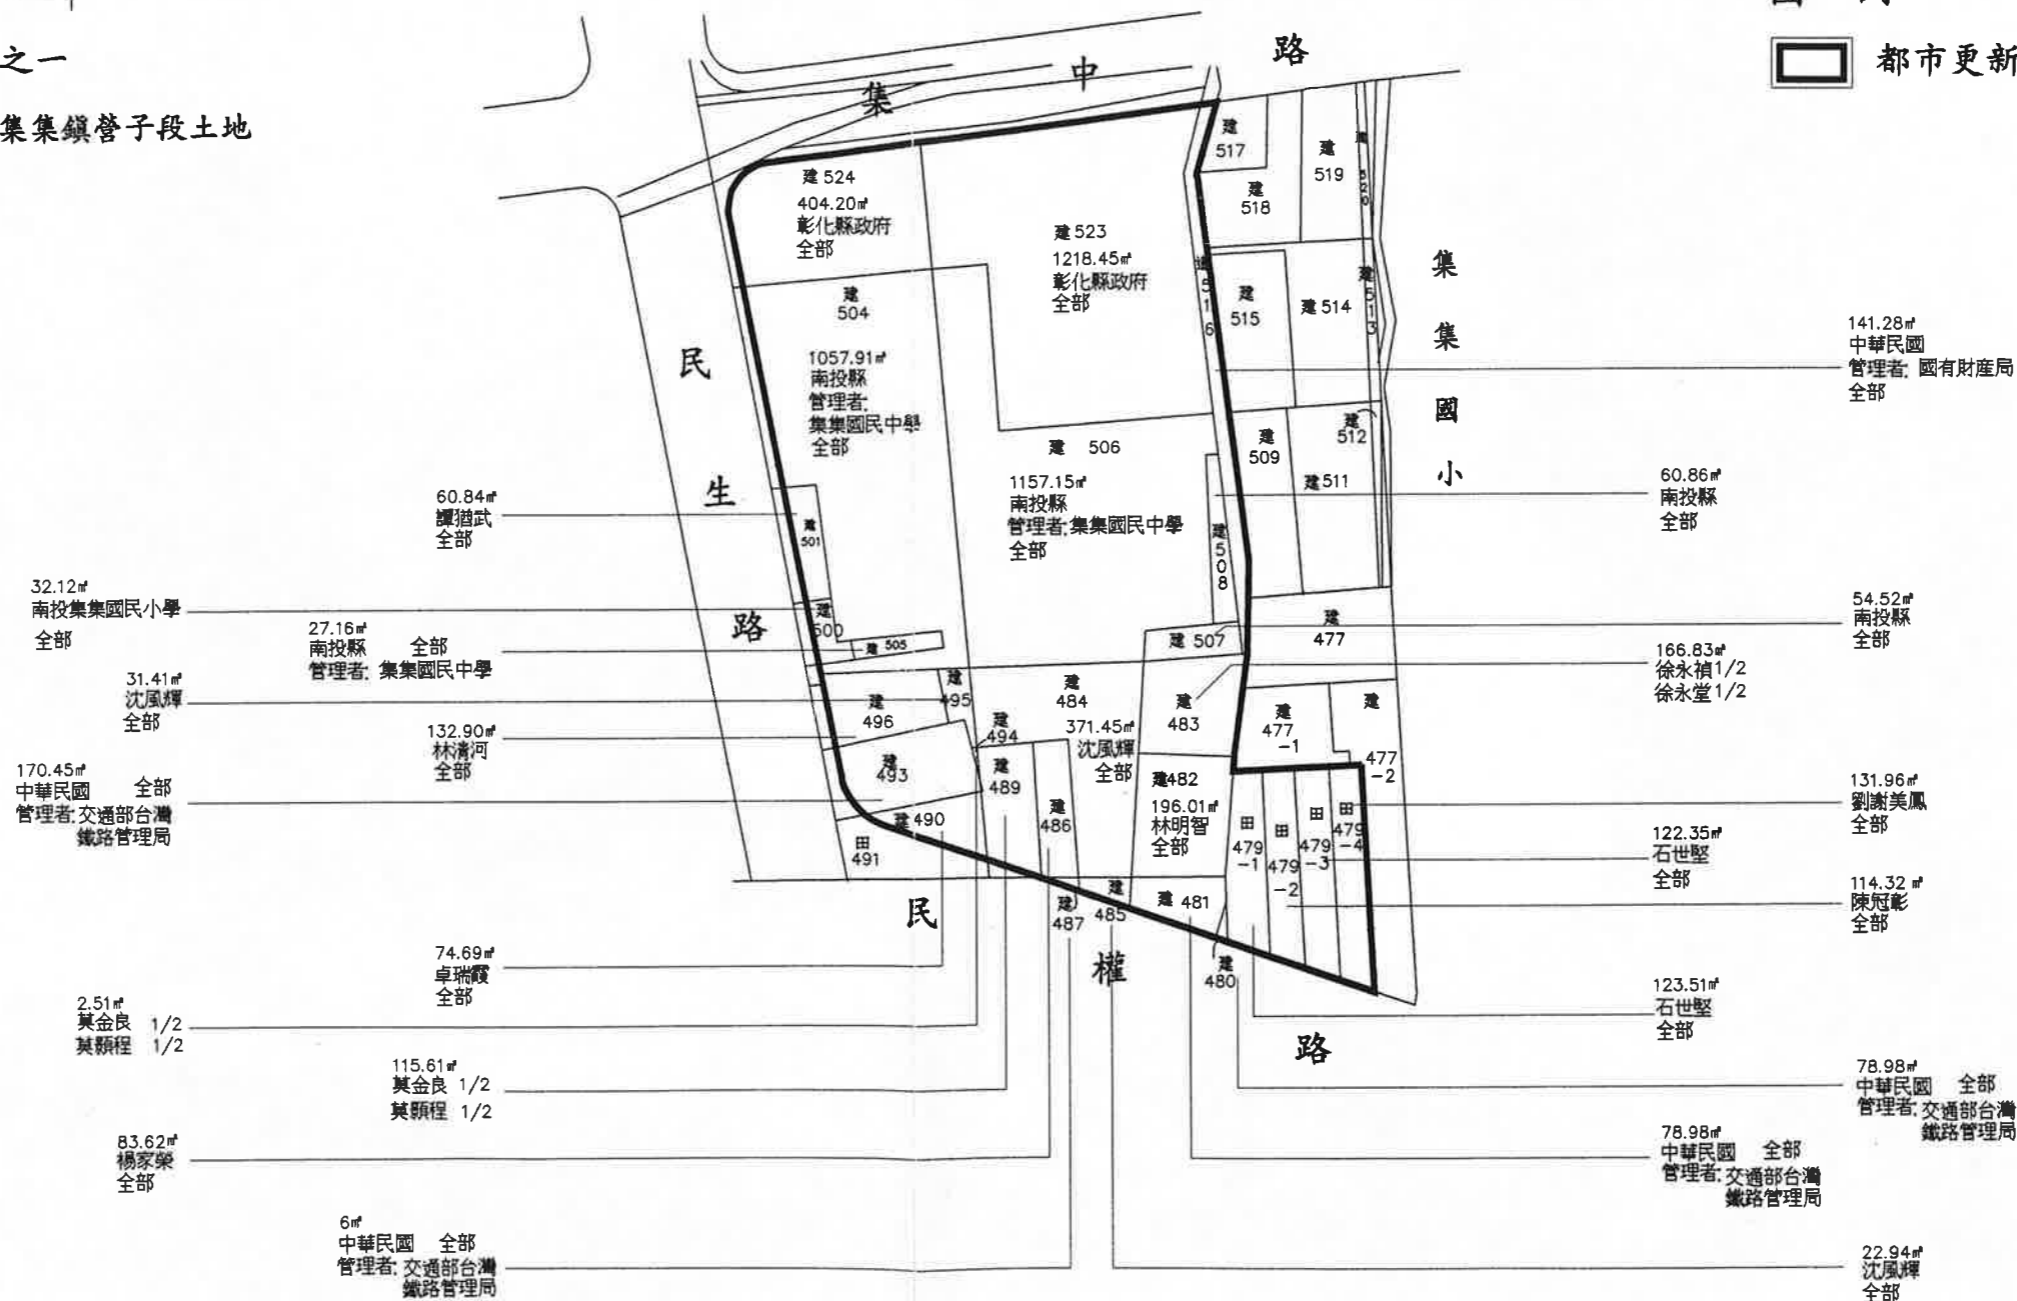 之一
集集鎮營子段土地
都市更新
集 中 路
民 生 路
民 權 路
集 集 國 小
建 524
404.20㎡
彰化縣政府
全部
建 523
1218.45㎡
彰化縣政府
全部
建
504
1057.91㎡
南投縣
管理者:
集集國民中學
全部
建 506
1157.15㎡
南投縣
管理者:集集國民中學
全部
建
517
建
518
建
519
520
建
515
建 514
建
513
516
建
509
建
512
建 511
建
508
建 507
建
477
建
477
-1
建
477
-2
建
501
建
500
建 505
建
495
建
496
建
494
建
493
建
484
371.45㎡
沈風輝
全部
建
483
建482
196.01㎡
林明智
全部
建
489
建
486
建 490
田
491
建
487
建
485
建 481
建
480
田
479
-1
田
479
-2
田
479
-3
田
479
-4
60.84㎡
譚猶武
全部
32.12㎡
南投集集國民小學
全部
27.16㎡
南投縣 全部
管理者: 集集國民中學
31.41㎡
沈風輝
全部
132.90㎡
林清河
全部
170.45㎡
中華民國 全部
管理者:交通部台灣
鐵路管理局
74.69㎡
卓瑞霞
全部
2.51㎡
莫金良 1/2
莫顥程 1/2
115.61㎡
莫金良 1/2
莫顥程 1/2
83.62㎡
楊家榮
全部
6㎡
中華民國 全部
管理者:交通部台灣
鐵路管理局
141.28㎡
中華民國
管理者: 國有財產局
全部
60.86㎡
南投縣
全部
54.52㎡
南投縣
全部
166.83㎡
徐永禎1/2
徐永堂1/2
131.96㎡
劉謝美鳳
全部
122.35㎡
石世堅
全部
114.32㎡
陳冠彰
全部
123.51㎡
石世堅
全部
78.98㎡
中華民國 全部
管理者:交通部台灣
鐵路管理局
78.98㎡
中華民國 全部
管理者:交通部台灣
鐵路管理局
22.94㎡
沈風輝
全部